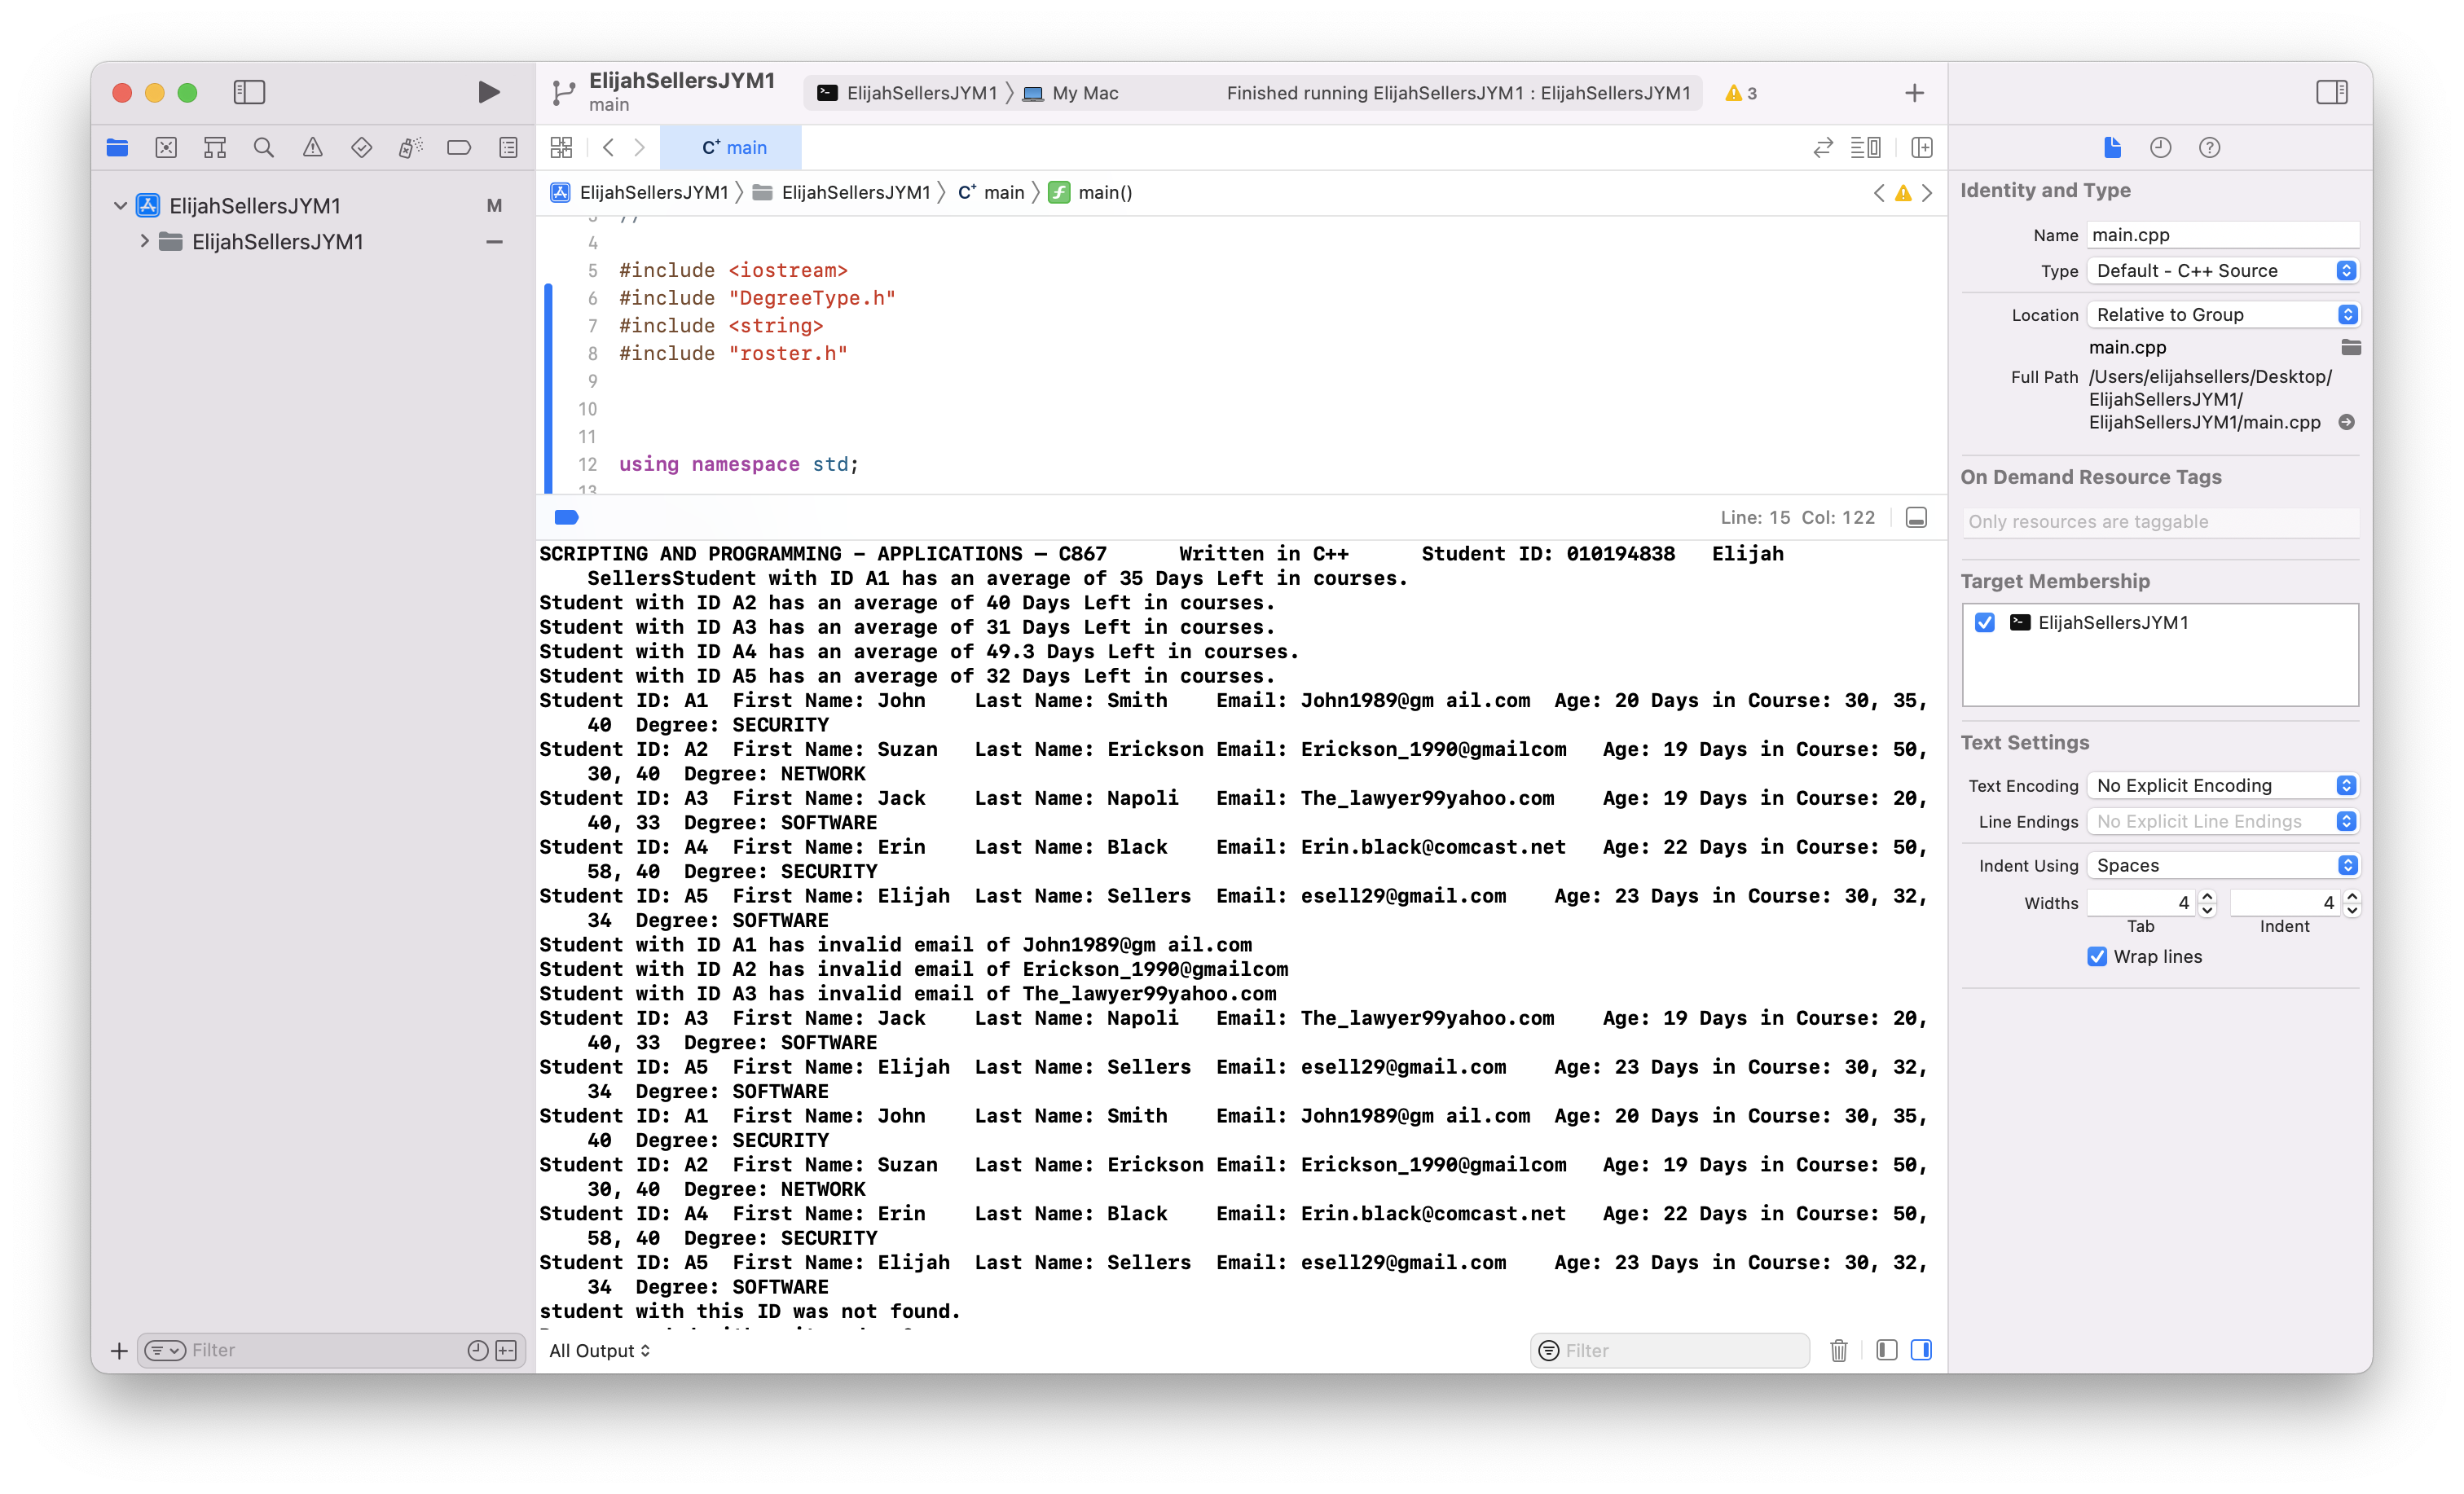 ElijahSellersJYM1
main
ElijahSellersJYM1 My Mac Finished running ElijahSellersJYM1 : ElijahSellersJYM1 3
main
ElijahSellersJYM1 M
ElijahSellersJYM1
ElijahSellersJYM1 ElijahSellersJYM1 main main()
3 //
4
5 #include <iostream>
6 #include "DegreeType.h"
7 #include <string>
8 #include "roster.h"
9
10
11
12 using namespace std;
13
Line: 15 Col: 122
SCRIPTING AND PROGRAMMING – APPLICATIONS — C867 Written in C++ Student ID: 010194838 Elijah
SellersStudent with ID A1 has an average of 35 Days Left in courses.
Student with ID A2 has an average of 40 Days Left in courses.
Student with ID A3 has an average of 31 Days Left in courses.
Student with ID A4 has an average of 49.3 Days Left in courses.
Student with ID A5 has an average of 32 Days Left in courses.
Student ID: A1 First Name: John Last Name: Smith Email: John1989@gm ail.com Age: 20 Days in Course: 30, 35,
40 Degree: SECURITY
Student ID: A2 First Name: Suzan Last Name: Erickson Email: Erickson_1990@gmailcom Age: 19 Days in Course: 50,
30, 40 Degree: NETWORK
Student ID: A3 First Name: Jack Last Name: Napoli Email: The_lawyer99yahoo.com Age: 19 Days in Course: 20,
40, 33 Degree: SOFTWARE
Student ID: A4 First Name: Erin Last Name: Black Email: Erin.black@comcast.net Age: 22 Days in Course: 50,
58, 40 Degree: SECURITY
Student ID: A5 First Name: Elijah Last Name: Sellers Email: esell29@gmail.com Age: 23 Days in Course: 30, 32,
34 Degree: SOFTWARE
Student with ID A1 has invalid email of John1989@gm ail.com
Student with ID A2 has invalid email of Erickson_1990@gmailcom
Student with ID A3 has invalid email of The_lawyer99yahoo.com
Student ID: A3 First Name: Jack Last Name: Napoli Email: The_lawyer99yahoo.com Age: 19 Days in Course: 20,
40, 33 Degree: SOFTWARE
Student ID: A5 First Name: Elijah Last Name: Sellers Email: esell29@gmail.com Age: 23 Days in Course: 30, 32,
34 Degree: SOFTWARE
Student ID: A1 First Name: John Last Name: Smith Email: John1989@gm ail.com Age: 20 Days in Course: 30, 35,
40 Degree: SECURITY
Student ID: A2 First Name: Suzan Last Name: Erickson Email: Erickson_1990@gmailcom Age: 19 Days in Course: 50,
30, 40 Degree: NETWORK
Student ID: A4 First Name: Erin Last Name: Black Email: Erin.black@comcast.net Age: 22 Days in Course: 50,
58, 40 Degree: SECURITY
Student ID: A5 First Name: Elijah Last Name: Sellers Email: esell29@gmail.com Age: 23 Days in Course: 30, 32,
34 Degree: SOFTWARE
student with this ID was not found.
Filter
All Output
Filter
Identity and Type
Name main.cpp
Type Default - C++ Source
Location Relative to Group
main.cpp
Full Path /Users/elijahsellers/Desktop/
ElijahSellersJYM1/
ElijahSellersJYM1/main.cpp
On Demand Resource Tags
Only resources are taggable
Target Membership
ElijahSellersJYM1
Text Settings
Text Encoding No Explicit Encoding
Line Endings No Explicit Line Endings
Indent Using Spaces
Widths 4 4
Tab Indent
Wrap lines